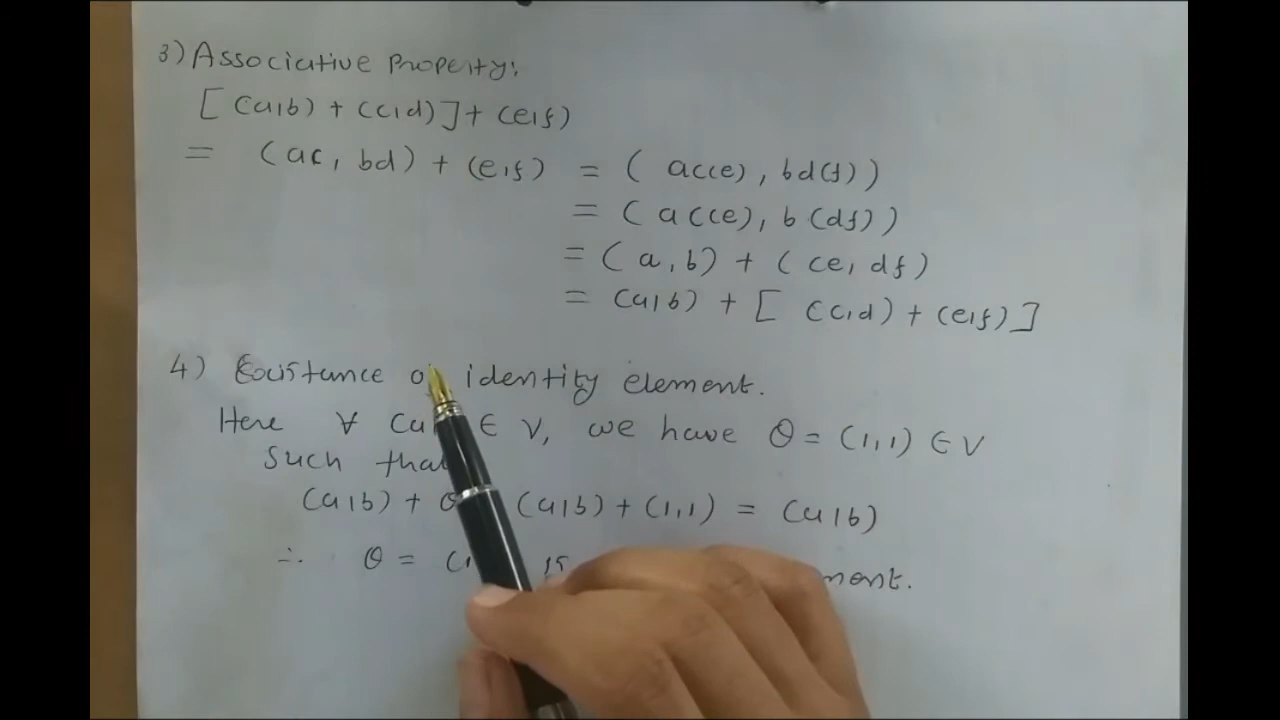 3) Associative Property:
[(a,b) + (c,d)] + (e,f)
= (ac, bd) + (e,f) = (ac(e), bd(f))
= (a(ce), b(df))
= (a,b) + (ce, df)
= (a,b) + [(c,d) + (e,f)]
4) Existance identity element.
Here ∀ ∈ V, we have θ = (1,1) ∈ V
Such
(a,b) + (a,b) + (1,1) = (a,b)
∴ θ =